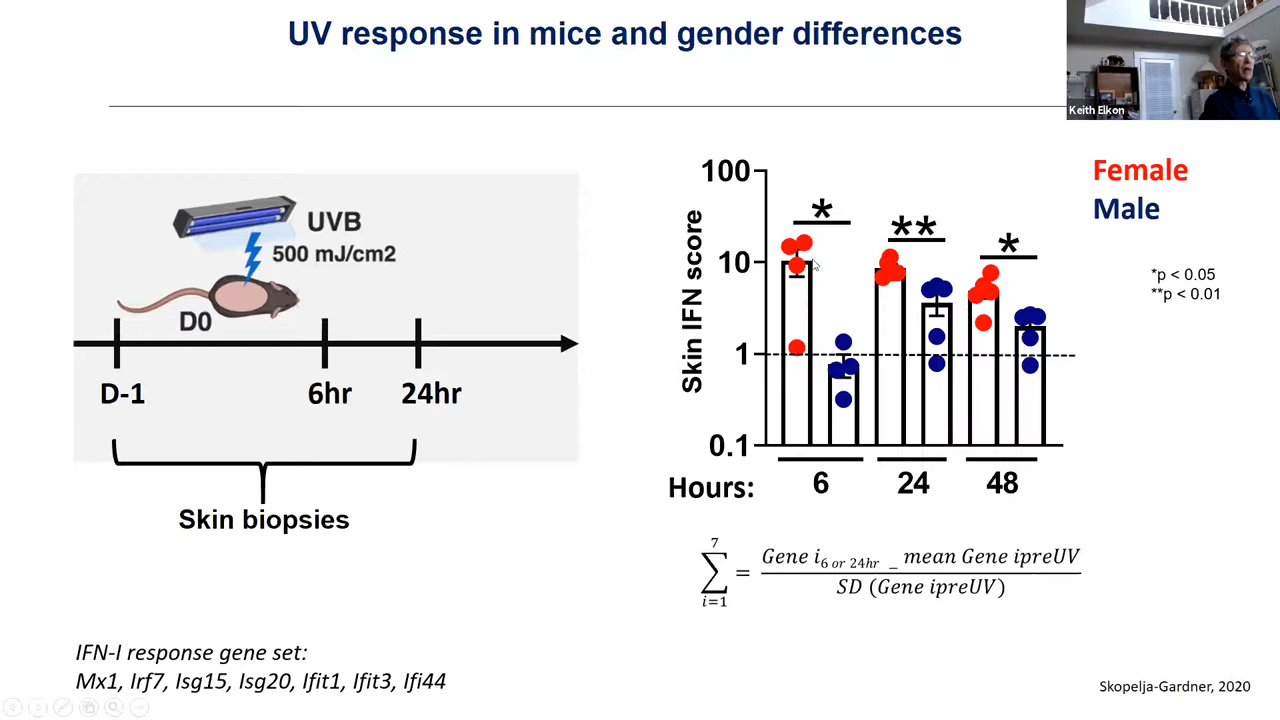 UV response in mice and gender differences
Keith Elkon
UVB
500 mJ/cm2
D0
D-1
6hr
24hr
Skin biopsies
IFN-I response gene set:
Mx1, Irf7, Isg15, Isg20, Ifit1, Ifit3, Ifi44
Female
Male
*p < 0.05
**p < 0.01
Skin IFN score
100
10
1
0.1
*
**
*
Hours:
6
24
48
7
∑ = Gene i6 or 24hr _ mean Gene ipreUV
SD (Gene ipreUV)
i=1
Skopelja-Gardner, 2020